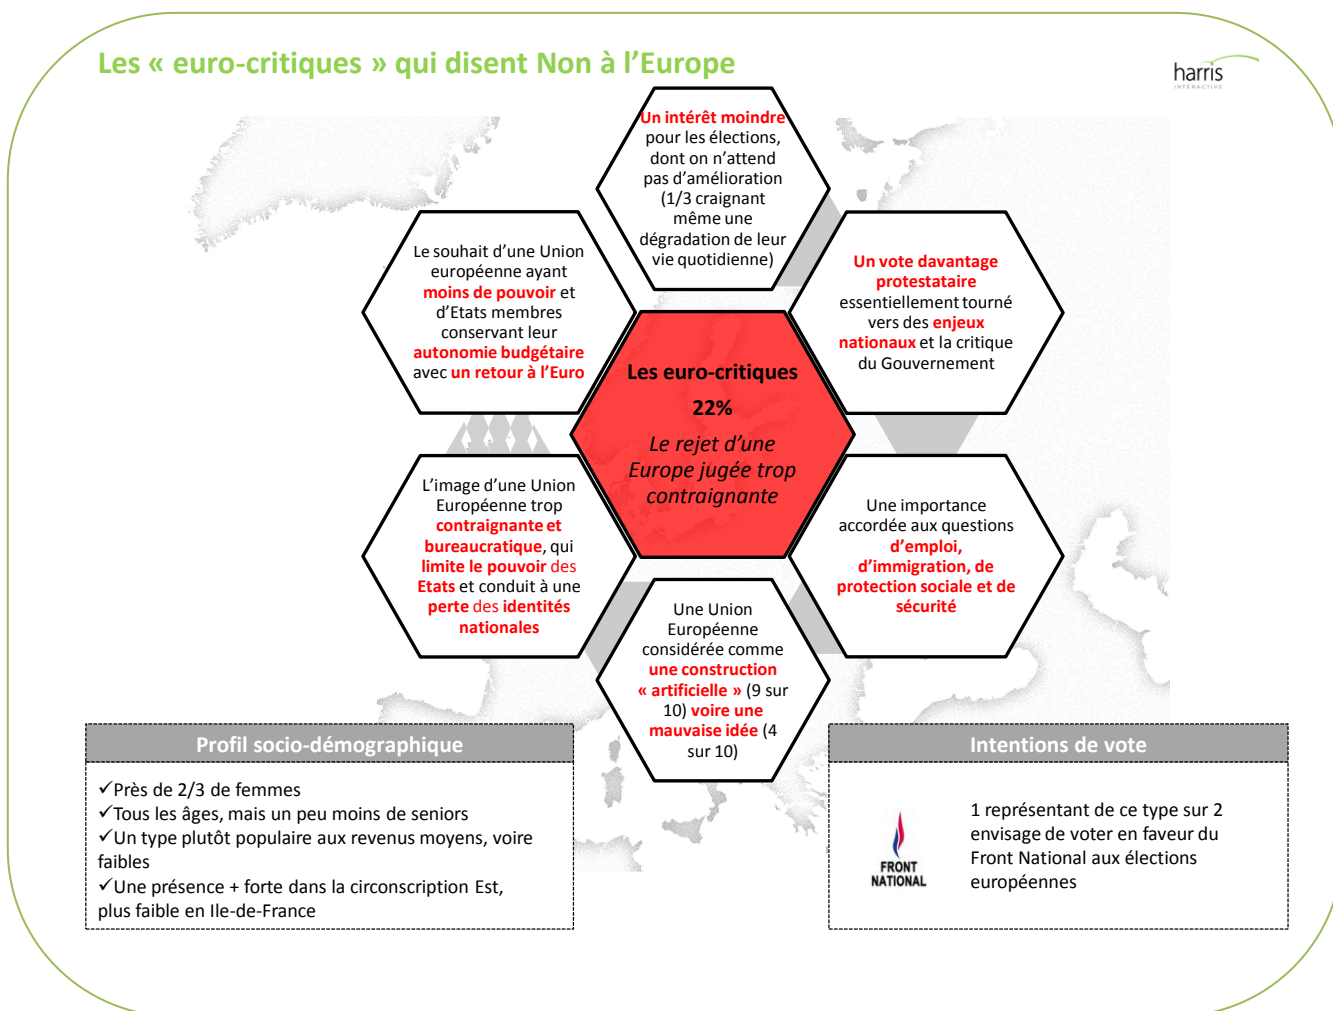 Les « euro-critiques » qui disent Non à l’Europe
harris
INTERACTIVE
Un intérêt moindre
pour les élections,
dont on n’attend
pas d’amélioration
(1/3 craignant
même une
dégradation de leur
vie quotidienne)
Le souhait d’une Union
européenne ayant
moins de pouvoir et
d’Etats membres
conservant leur
autonomie budgétaire
avec un retour à l’Euro
Un vote davantage
protestataire
essentiellement tourné
vers des enjeux
nationaux et la critique
du Gouvernement
Les euro-critiques
22%
Le rejet d’une
Europe jugée trop
contraignante
L’image d’une Union
Européenne trop
contraignante et
bureaucratique, qui
limite le pouvoir des
Etats et conduit à une
perte des identités
nationales
Une importance
accordée aux questions
d’emploi,
d’immigration, de
protection sociale et de
sécurité
Une Union
Européenne
considérée comme
une construction
« artificielle » (9 sur
10) voire une
mauvaise idée (4
sur 10)
Profil socio-démographique
✓Près de 2/3 de femmes
✓Tous les âges, mais un peu moins de seniors
✓Un type plutôt populaire aux revenus moyens, voire
faibles
✓Une présence + forte dans la circonscription Est,
plus faible en Ile-de-France
Intentions de vote
FRONT
NATIONAL
1 représentant de ce type sur 2
envisage de voter en faveur du
Front National aux élections
européennes